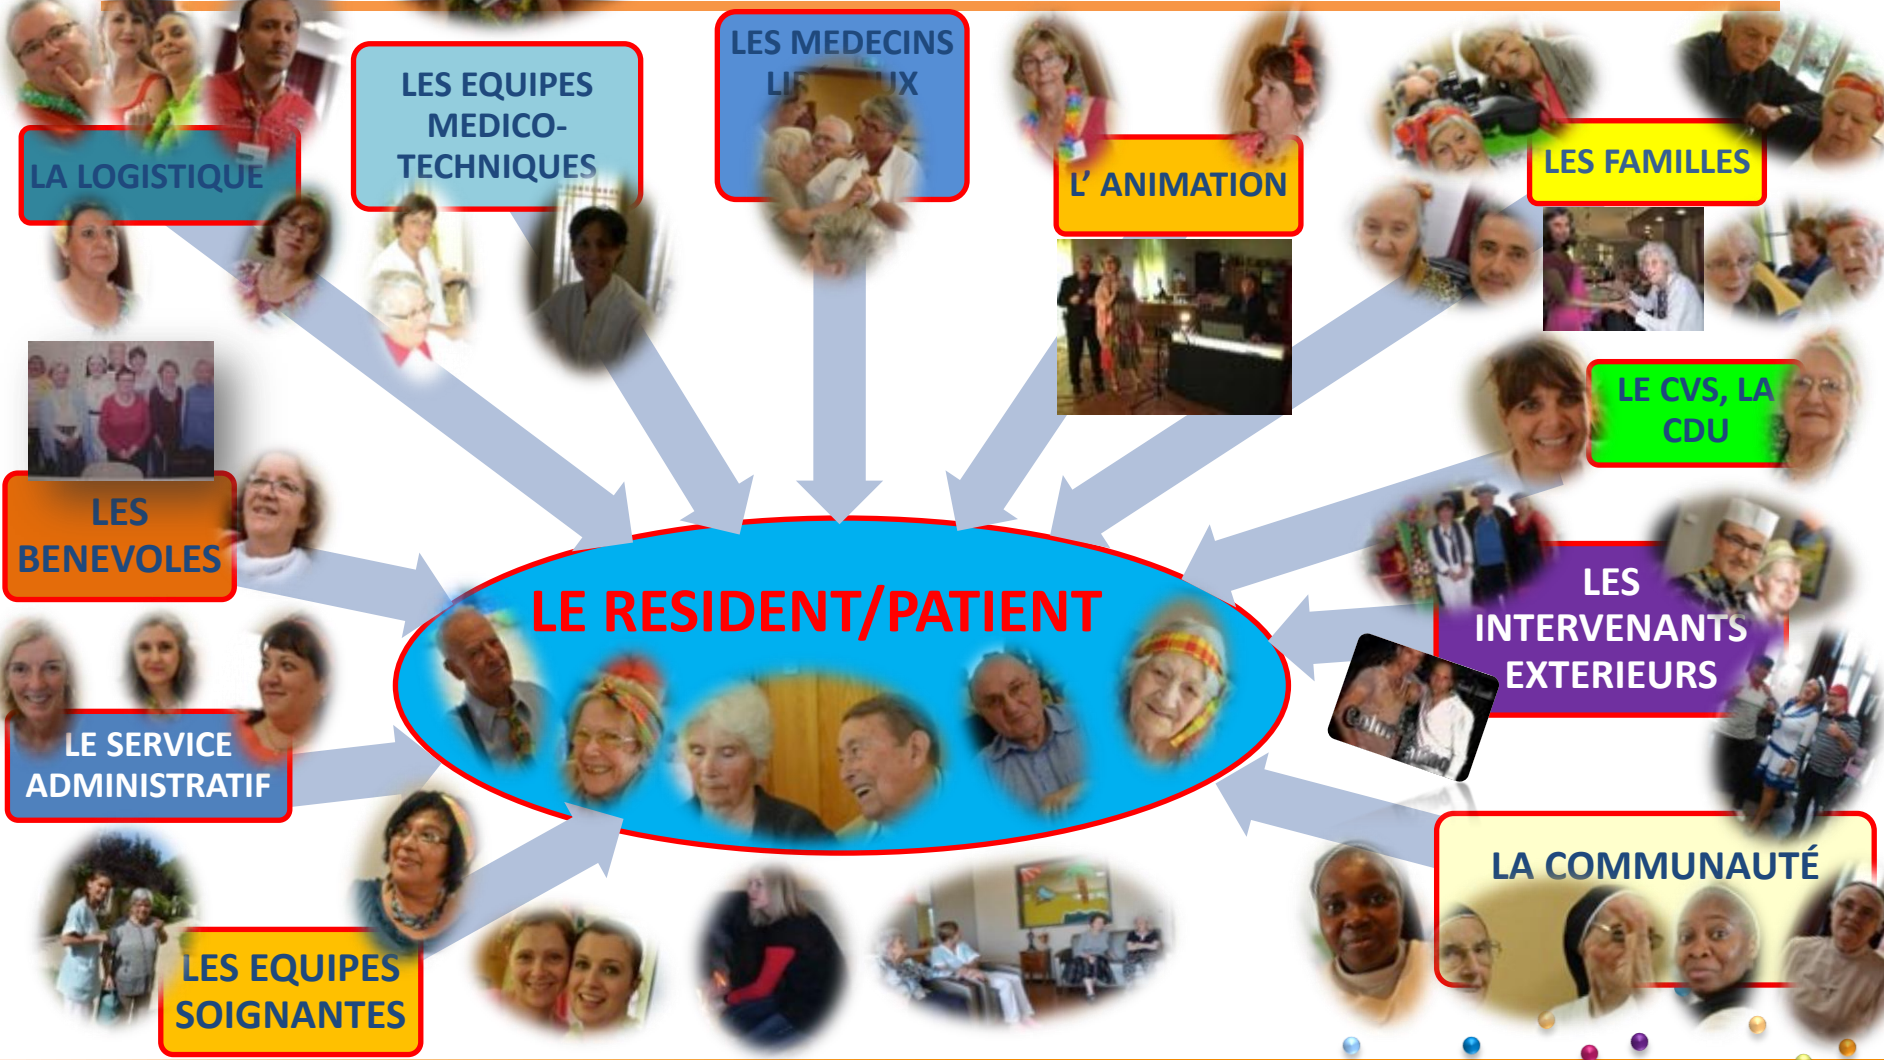 LES MEDECINS
LES EQUIPES
MEDICO-
TECHNIQUES
LA LOGISTIQUE
L' ANIMATION
LES FAMILLES
LE CVS, LA
CDU
LES
BENEVOLES
LE RESIDENT/PATIENT
LES
INTERVENANTS
EXTERIEURS
LE SERVICE
ADMINISTRATIF
LA COMMUNAUTÉ
LES EQUIPES
SOIGNANTES